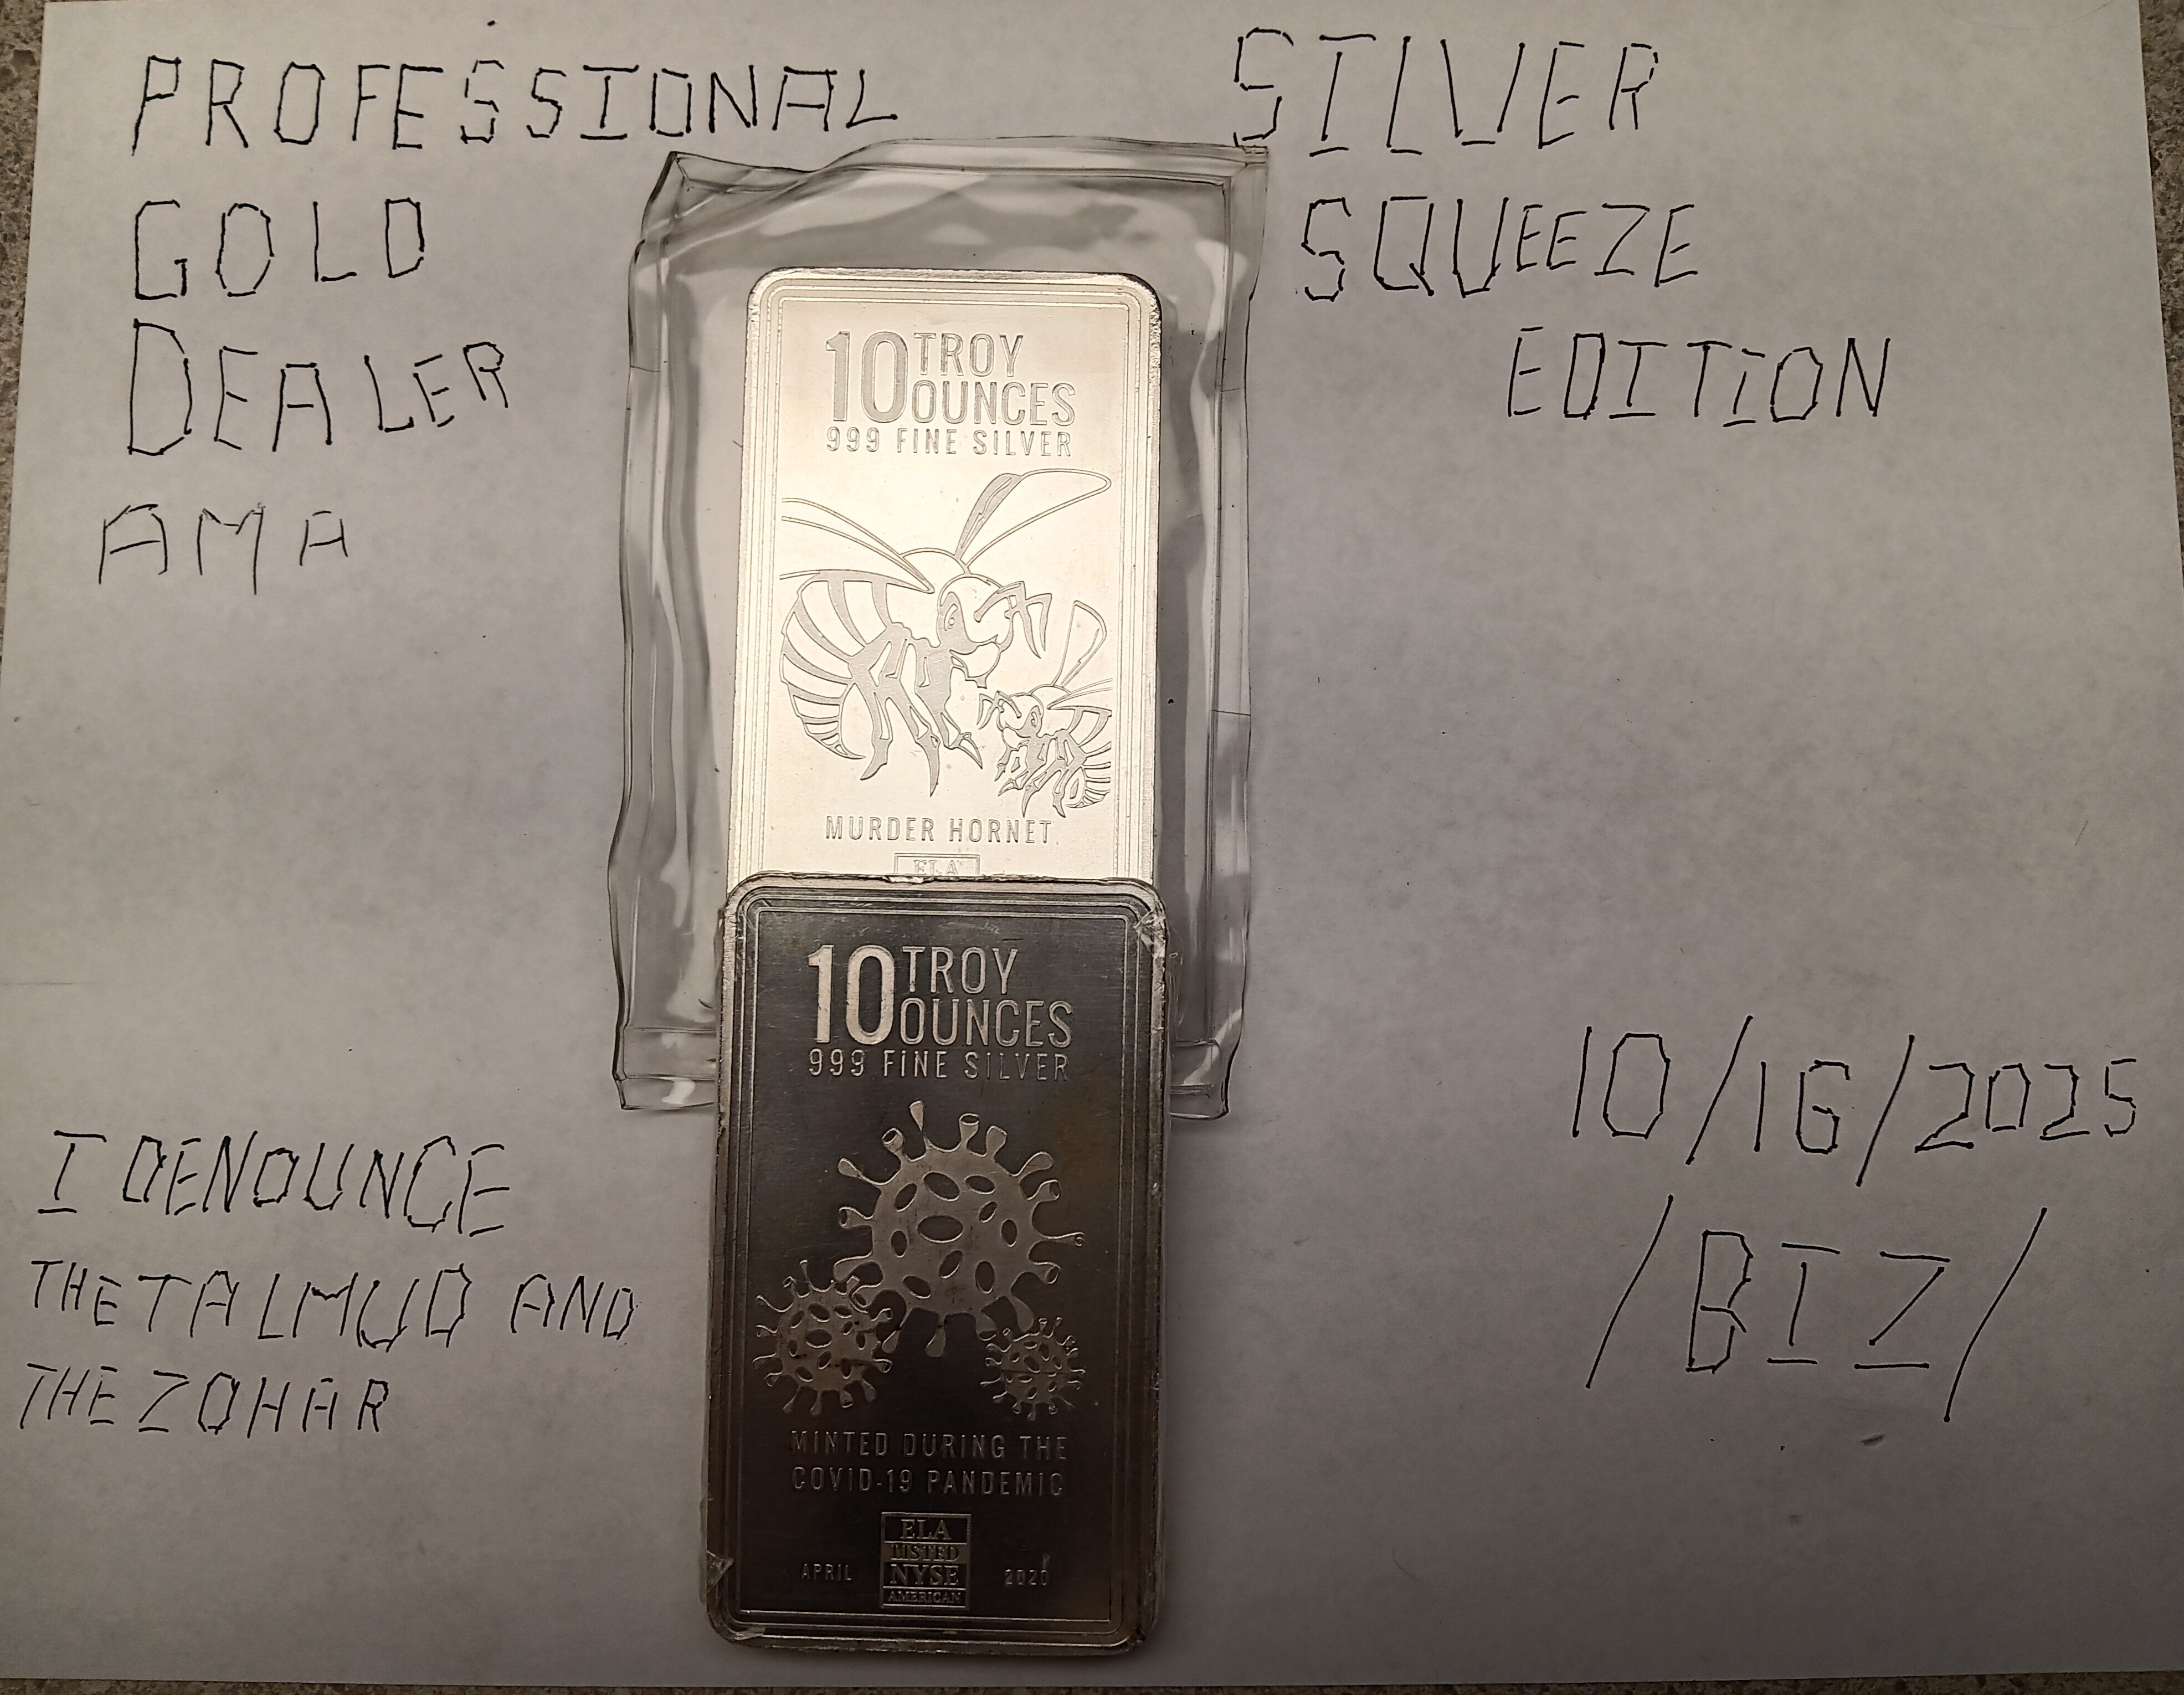 PROFESSIONAL
GOLD
DEALER
AMA
SILVER
SQUEEZE
EDITION
10 TROY
OUNCES
999 FINE SILVER
MURDER HORNET
ELA
10 TROY
OUNCES
999 FINE SILVER
MINTED DURING THE
COVID-19 PANDEMIC
APRIL
ELA
LISTED
NYSE
AMERICAN
2020
I DENOUNCE
THE TALMUD AND
THE ZOHAR
10/16/2025
/BIZ/